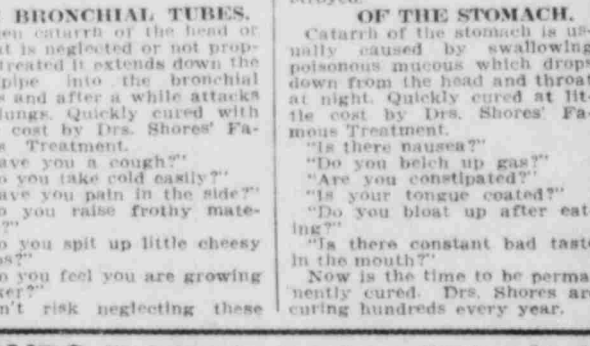 BRONCHIAL TUBES.
en catarrh of the head or
at is neglected or not prop-
treated it extends down the
pipe into the bronchial
s and after a while attacks
lungs. Quickly cured with
cost by Drs. Shores' Fa-
s Treatment.
ave you a cough?"
o you take cold easily?"
ave you pain in the side?"
o you raise frothy mate-
?"
o you spit up little cheesy
s?"
o you feel you are growing
ker?"
n't risk neglecting these
OF THE STOMACH.
Catarrh of the stomach is us-
ually caused by swallowing
poisonous mucous which drops
down from the head and throat
at night. Quickly cured at lit-
tle cost by Drs. Shores' Fa-
mous Treatment.
"Is there nausea?"
"Do you belch up gas?"
"Are you constipated?"
"Is your tongue coated?"
"Do you bloat up after eat-
ing?"
"Is there constant bad taste
in the mouth?"
Now is the time to be perma-
nently cured. Drs. Shores are
curing hundreds every year.